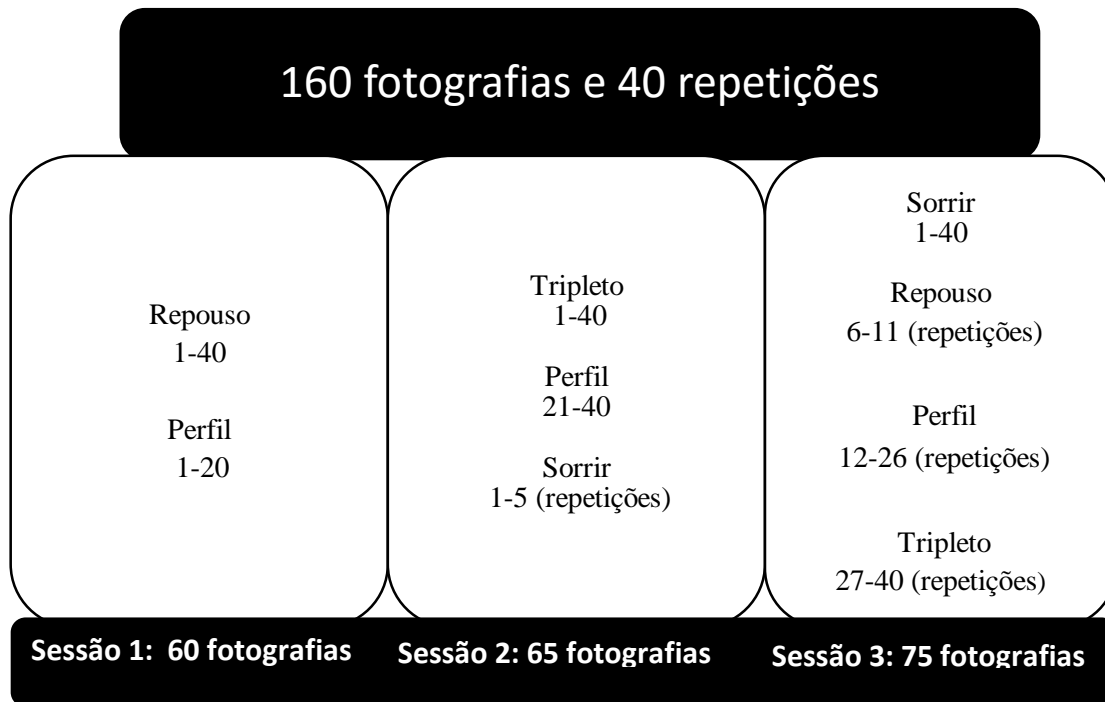 160 fotografias e 40 repetições
Repouso
1-40
Perfil
1-20
Tripleto
1-40
Perfil
21-40
Sorrir
1-5 (repetições)
Sorrir
1-40
Repouso
6-11 (repetições)
Perfil
12-26 (repetições)
Tripleto
27-40 (repetições)
Sessão 1: 60 fotografias
Sessão 2: 65 fotografias
Sessão 3: 75 fotografias